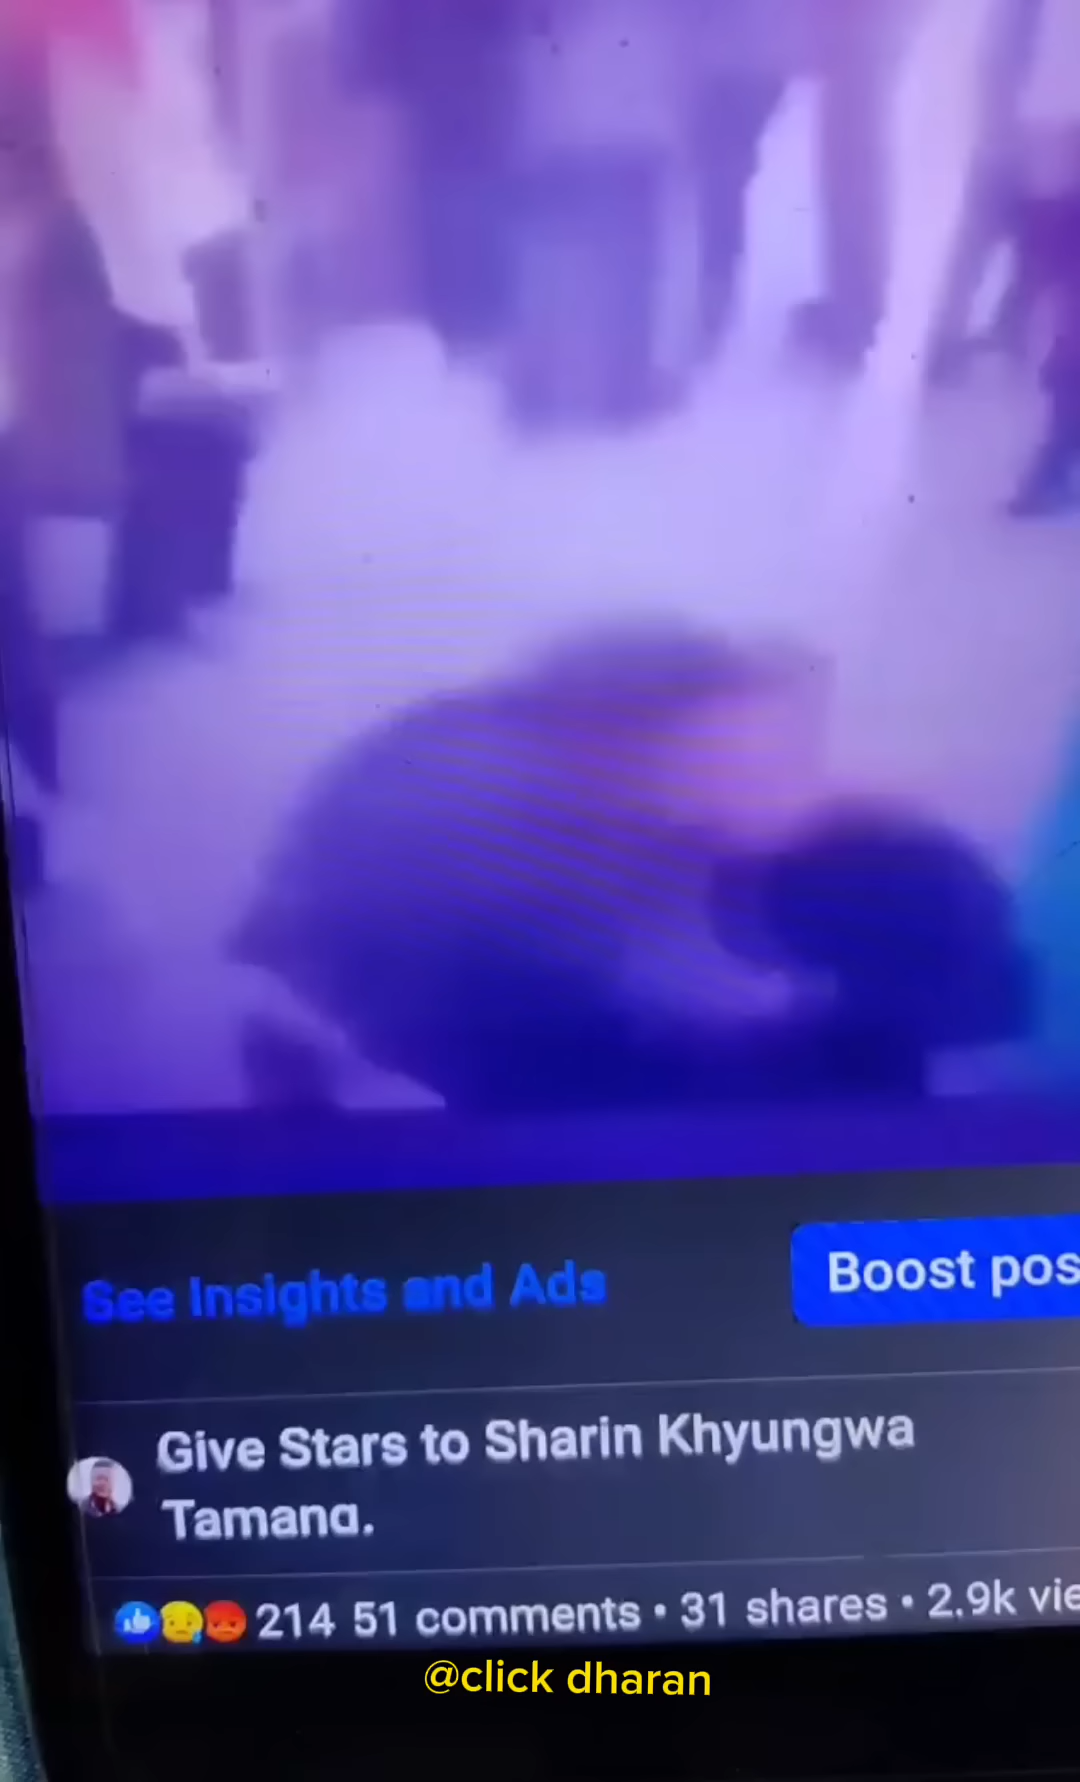 See Insights and Ads
Boost pos
Give Stars to Sharin Khyungwa
Tamang.
214 51 comments • 31 shares • 2.9k vie
@click dharan